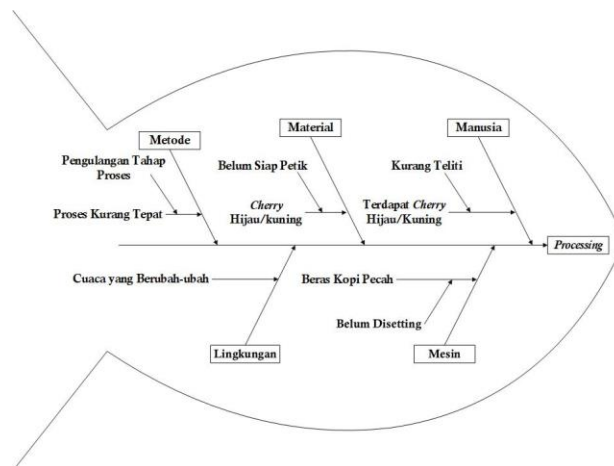 Metode
Material
Manusia
Pengulangan Tahap
Proses
Belum Siap Petik
Kurang Teliti
Proses Kurang Tepat
Cherry
Hijau/kuning
Terdapat Cherry
Hijau/Kuning
Processing
Cuaca yang Berubah-ubah
Beras Kopi Pecah
Belum Disetting
Lingkungan
Mesin